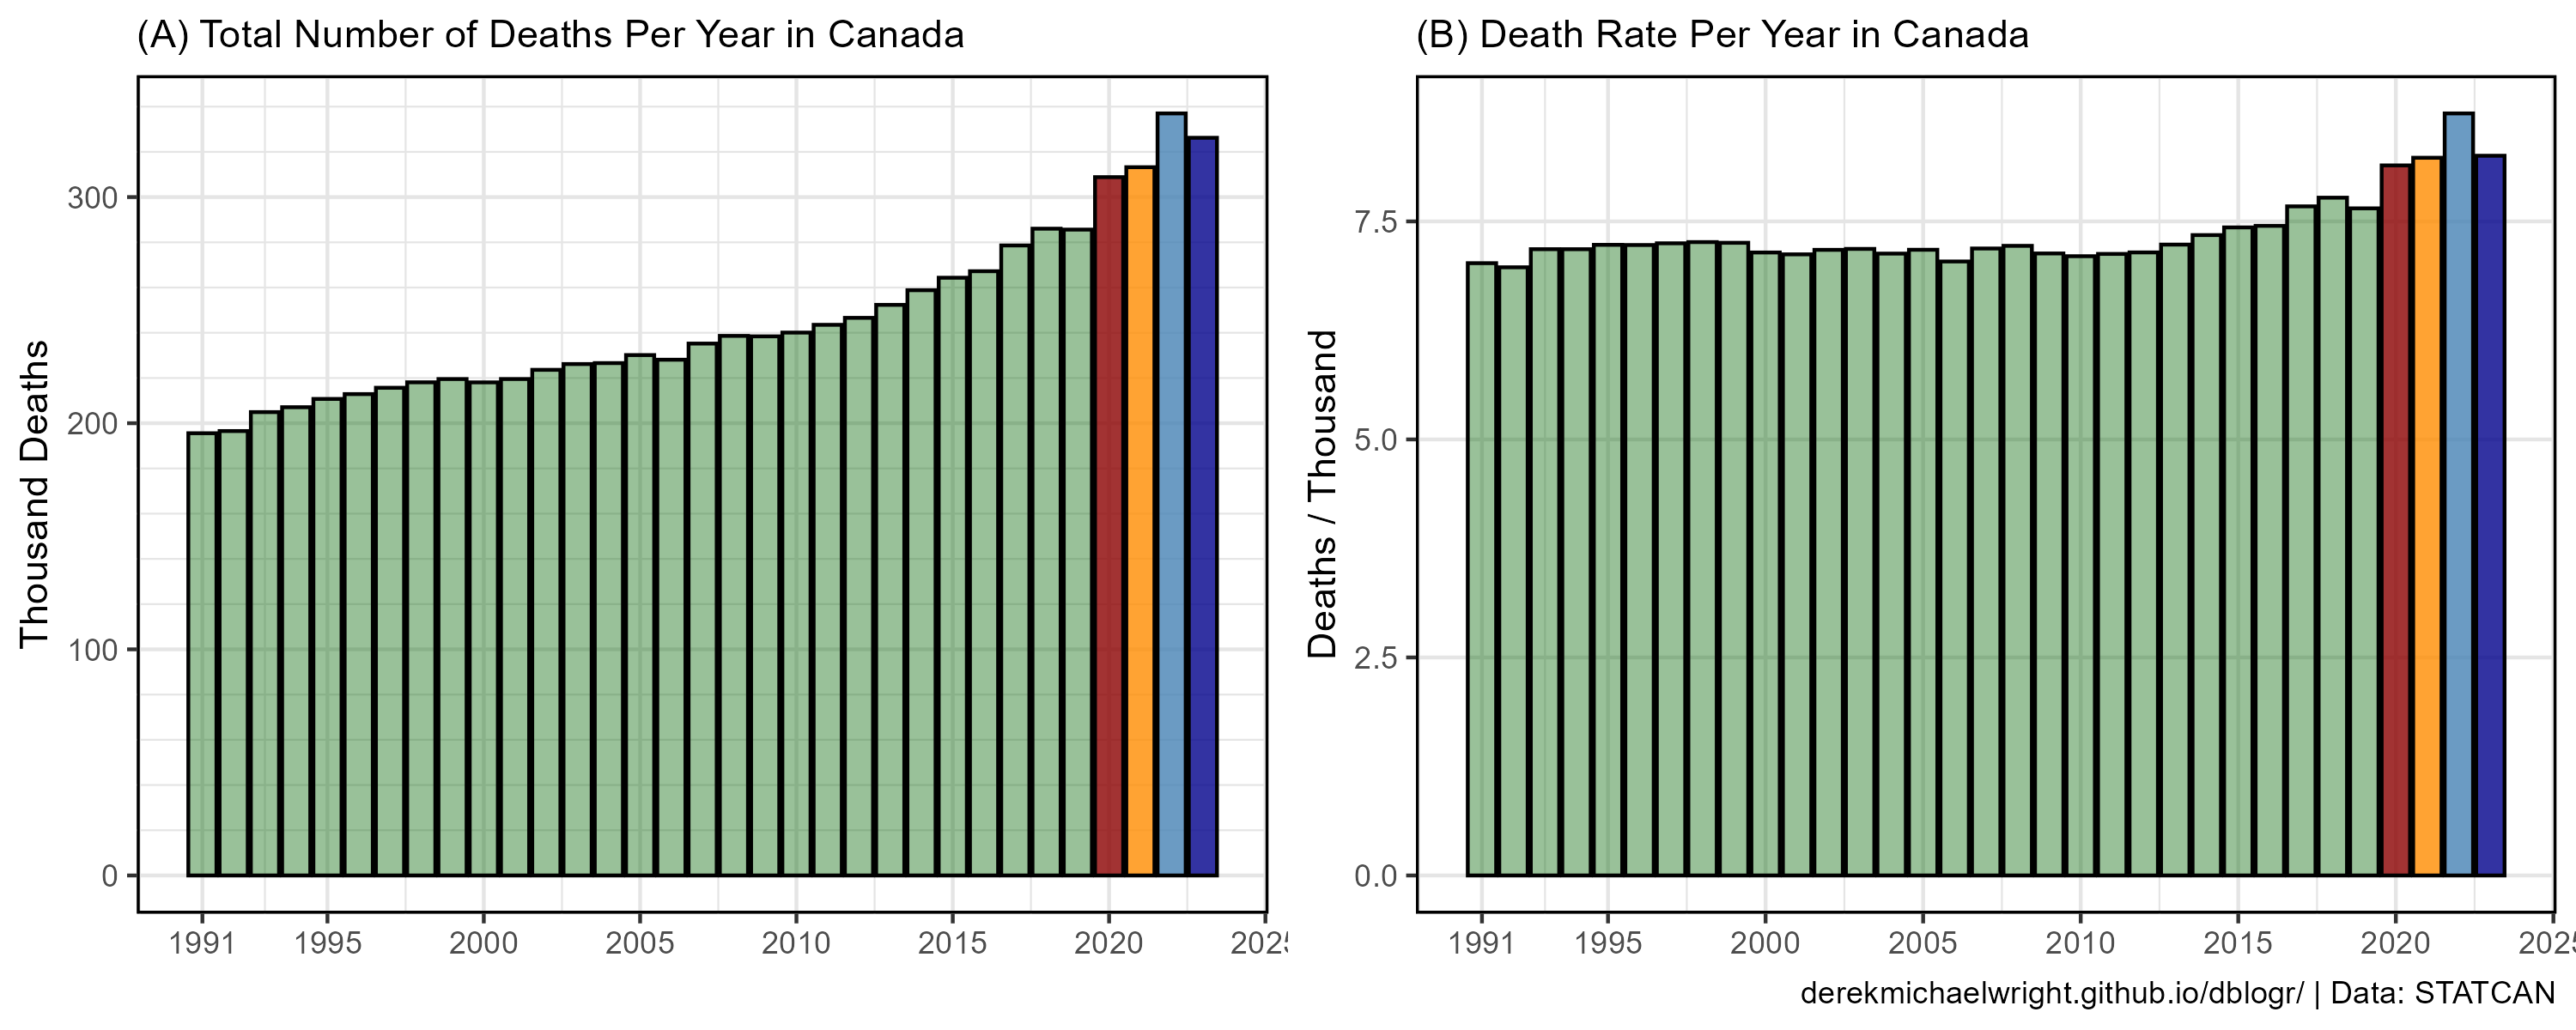 (A) Total Number of Deaths Per Year in Canada
Thousand Deaths
300
200
100
0
1991 1995 2000 2005 2010 2015 2020 2025
(B) Death Rate Per Year in Canada
Deaths / Thousand
7.5
5.0
2.5
0.0
1991 1995 2000 2005 2010 2015 2020 2025
derekmichaelwright.github.io/dblogr/ | Data: STATCAN